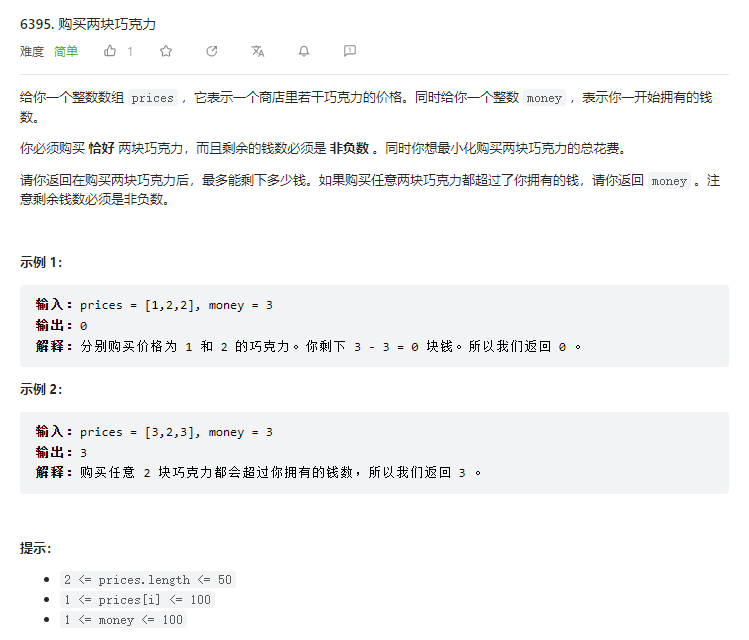 6395. 购买两块巧克力
难度 简单 1
给你一个整数数组 prices ，它表示一个商店里若干巧克力的价格。同时给你一个整数 money ，表示你一开始拥有的钱
数。
你必须购买 恰好 两块巧克力，而且剩余的钱数必须是 非负数 。同时你想最小化购买两块巧克力的总花费。
请你返回在购买两块巧克力后，最多能剩下多少钱。如果购买任意两块巧克力都超过了你拥有的钱，请你返回 money 。注
意剩余钱数必须是非负数。
示例 1：
输入：prices = [1,2,2], money = 3
输出：0
解释：分别购买价格为 1 和 2 的巧克力。你剩下 3 - 3 = 0 块钱。所以我们返回 0 。
示例 2：
输入：prices = [3,2,3], money = 3
输出：3
解释：购买任意 2 块巧克力都会超过你拥有的钱数，所以我们返回 3 。
提示：
2 <= prices.length <= 50
1 <= prices[i] <= 100
1 <= money <= 100